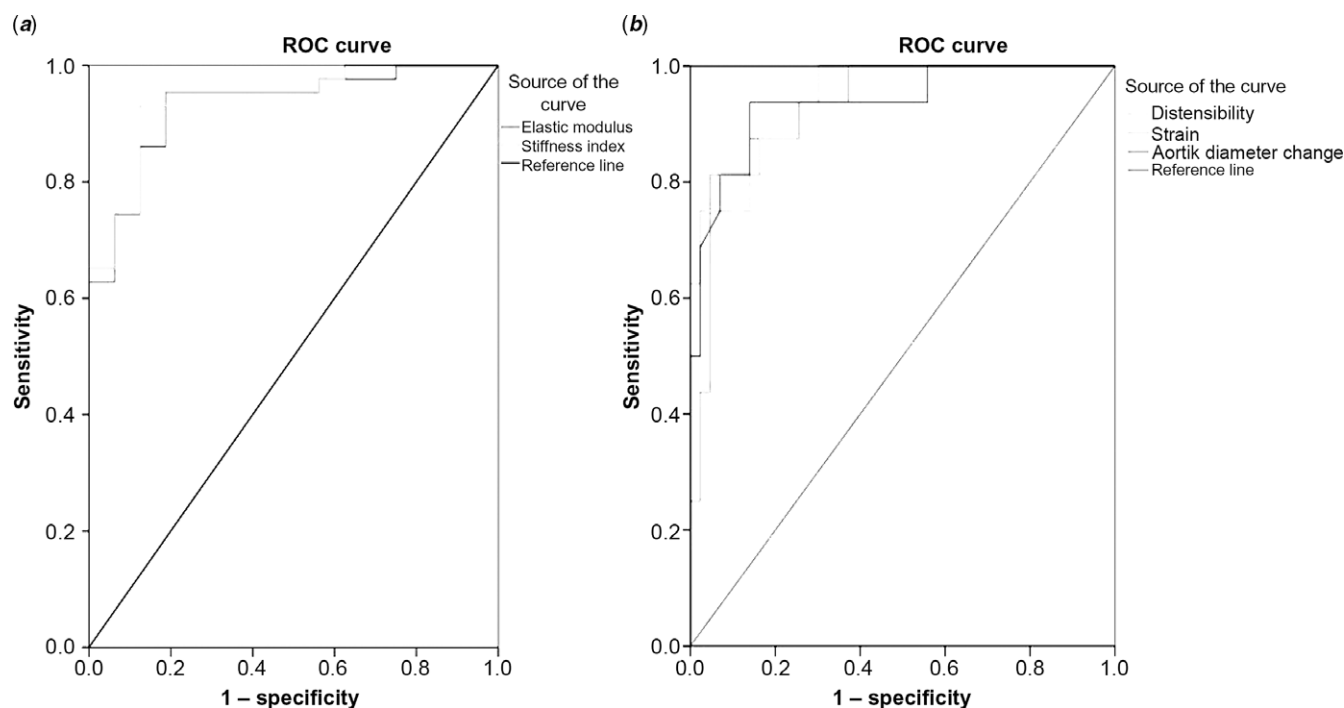 (a)
ROC curve
1.0
0.8
0.6
0.4
0.2
0.0
Sensitivity
0.0 0.2 0.4 0.6 0.8 1.0
1 – specificity
Source of the
curve
Elastic modulus
Stiffness index
Reference line
(b)
ROC curve
1.0
0.8
0.6
0.4
0.2
0.0
Sensitivity
0.0 0.2 0.4 0.6 0.8 1.0
1 – specificity
Source of the curve
Distensibility
Strain
Aortik diameter change
Reference line